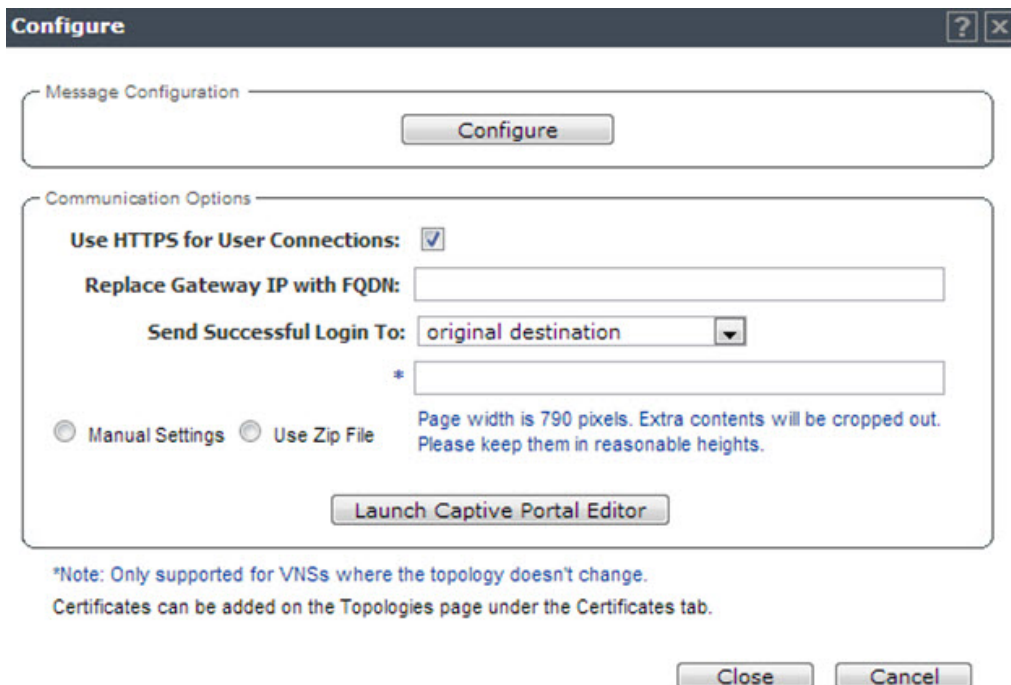 Configure
Message Configuration
Configure
Communication Options
Use HTTPS for User Connections:
Replace Gateway IP with FQDN:
Send Successful Login To: original destination
*
Manual Settings Use Zip File
Page width is 790 pixels. Extra contents will be cropped out.
Please keep them in reasonable heights.
Launch Captive Portal Editor
*Note: Only supported for VNSs where the topology doesn't change.
Certificates can be added on the Topologies page under the Certificates tab.
Close Cancel